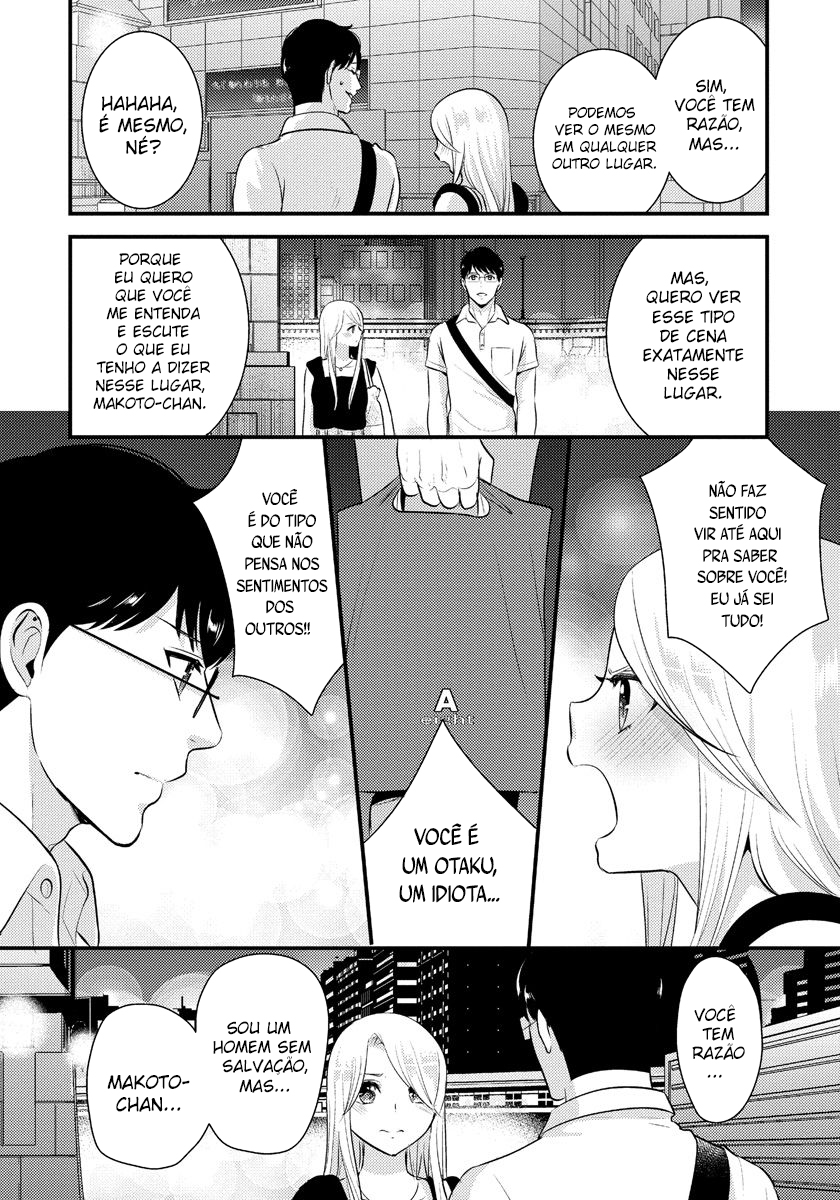 SIM,
VOCÊ TEM
RAZÃO,
MAS...
PODEMOS
VER O MESMO
EM QUALQUER
OUTRO LUGAR.
HAHAHA,
É MESMO,
NÉ?
MAS,
QUERO VER
ESSE TIPO
DE CENA
EXATAMENTE
NESSE
LUGAR.
PORQUE
EU QUERO
QUE VOCÊ
ME ENTENDA
E ESCUTE
O QUE EU
TENHO A DIZER
NESSE LUGAR,
MAKOTO-CHAN.
NÃO FAZ
SENTIDO
VIR ATÉ AQUI
PRA SABER
SOBRE VOCÊ!
EU JÁ SEI
TUDO!
A
eight
VOCÊ É
UM OTAKU,
UM IDIOTA...
VOCÊ
É DO TIPO
QUE NÃO
PENSA NOS
SENTIMENTOS
DOS
OUTROS!!
VOCÊ
TEM
RAZÃO
...
SOU UM
HOMEM SEM
SALVAÇÃO,
MAS...
MAKOTO-
CHAN...